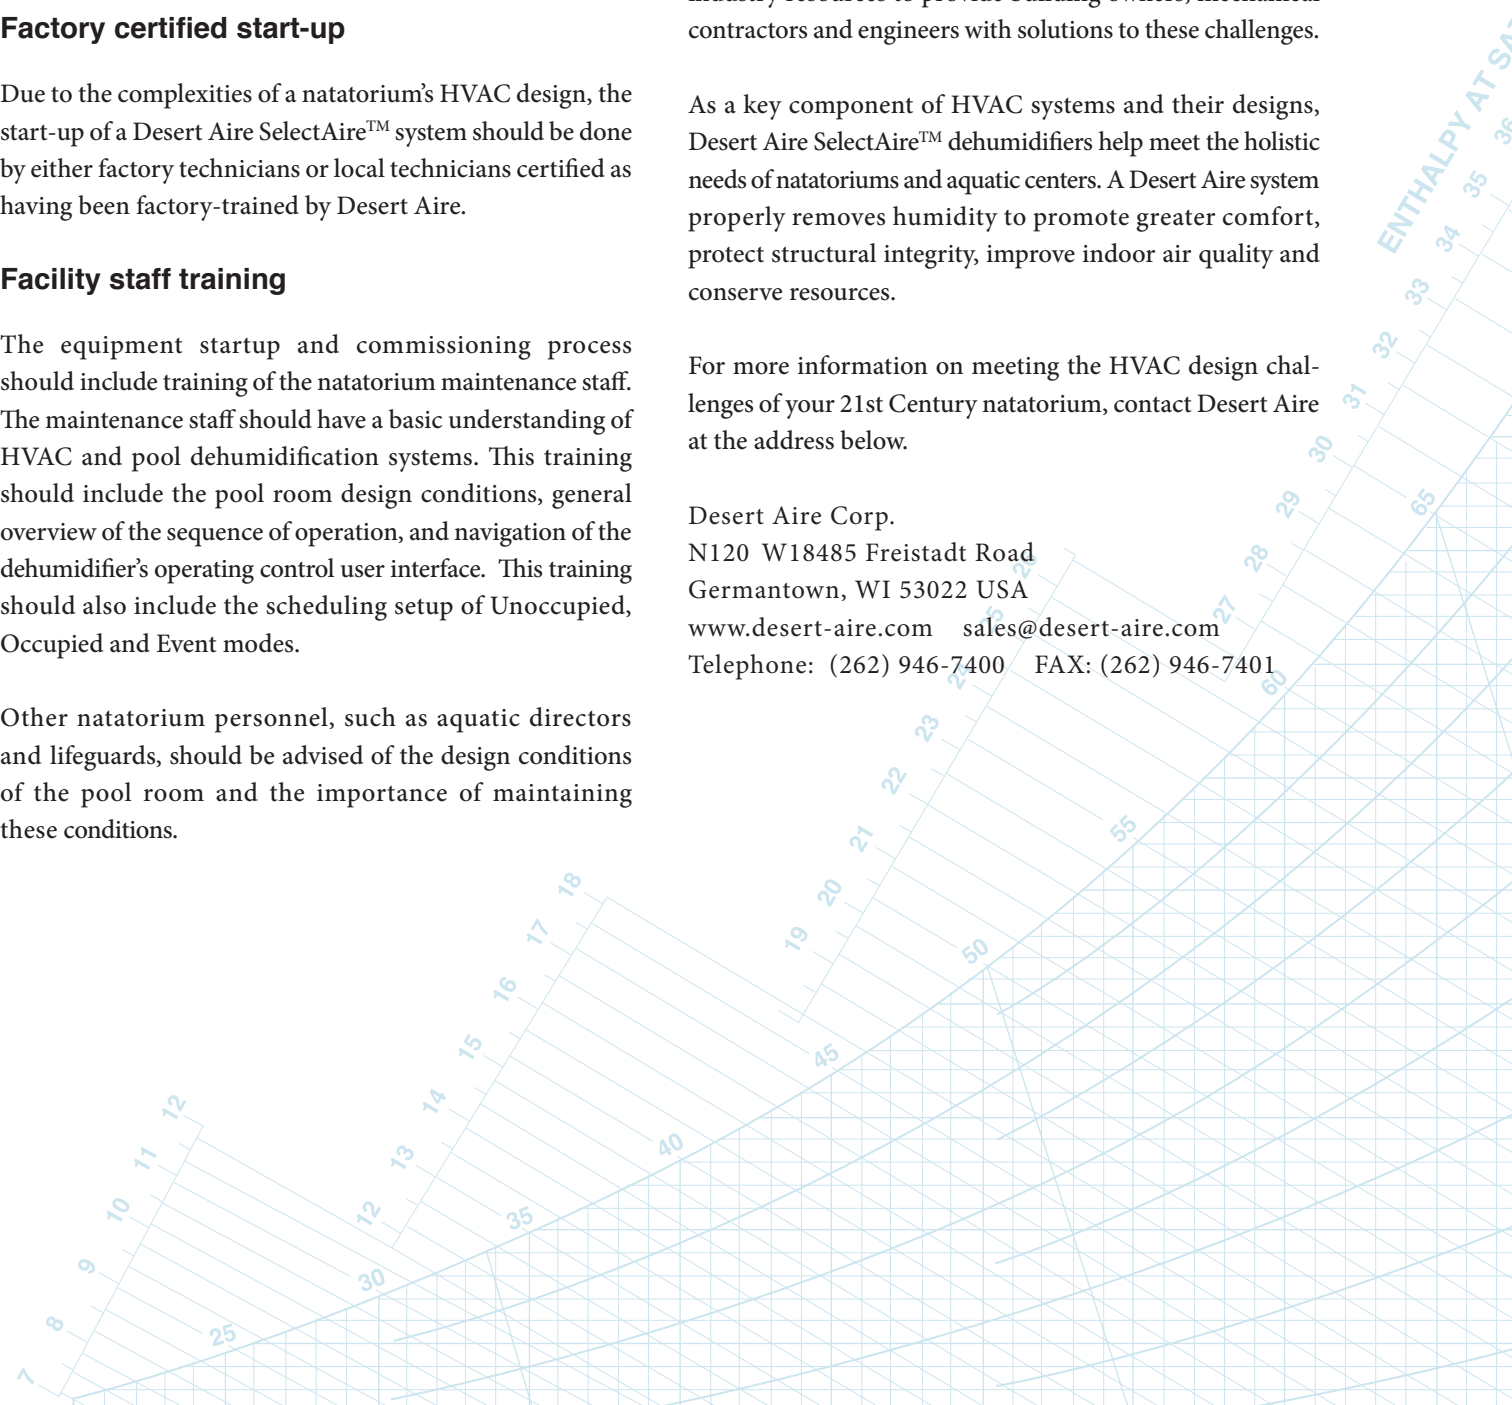 Factory certified start-up
Due to the complexities of a natatorium’s HVAC design, the
start-up of a Desert Aire SelectAire™ system should be done
by either factory technicians or local technicians certified as
having been factory-trained by Desert Aire.
Facility staff training
The equipment startup and commissioning process
should include training of the natatorium maintenance staff.
The maintenance staff should have a basic understanding of
HVAC and pool dehumidification systems. This training
should include the pool room design conditions, general
overview of the sequence of operation, and navigation of the
dehumidifier’s operating control user interface. This training
should also include the scheduling setup of Unoccupied,
Occupied and Event modes.
Other natatorium personnel, such as aquatic directors
and lifeguards, should be advised of the design conditions
of the pool room and the importance of maintaining
these conditions.
industry resources to provide building owners, mechanical
contractors and engineers with solutions to these challenges.
As a key component of HVAC systems and their designs,
Desert Aire SelectAire™ dehumidifiers help meet the holistic
needs of natatoriums and aquatic centers. A Desert Aire system
properly removes humidity to promote greater comfort,
protect structural integrity, improve indoor air quality and
conserve resources.
For more information on meeting the HVAC design chal-
lenges of your 21st Century natatorium, contact Desert Aire
at the address below.
Desert Aire Corp.
N120 W18485 Freistadt Road
Germantown, WI 53022 USA
www.desert-aire.com sales@desert-aire.com
Telephone: (262) 946-7400 FAX: (262) 946-7401
ENTHALPY AT
36
35
34
33
32
31
30
29
28
27
26
25
24
23
22
21
20
19
18
17
16
15
14
13
12
12
11
10
9
8
7
65
60
55
50
45
40
35
30
25